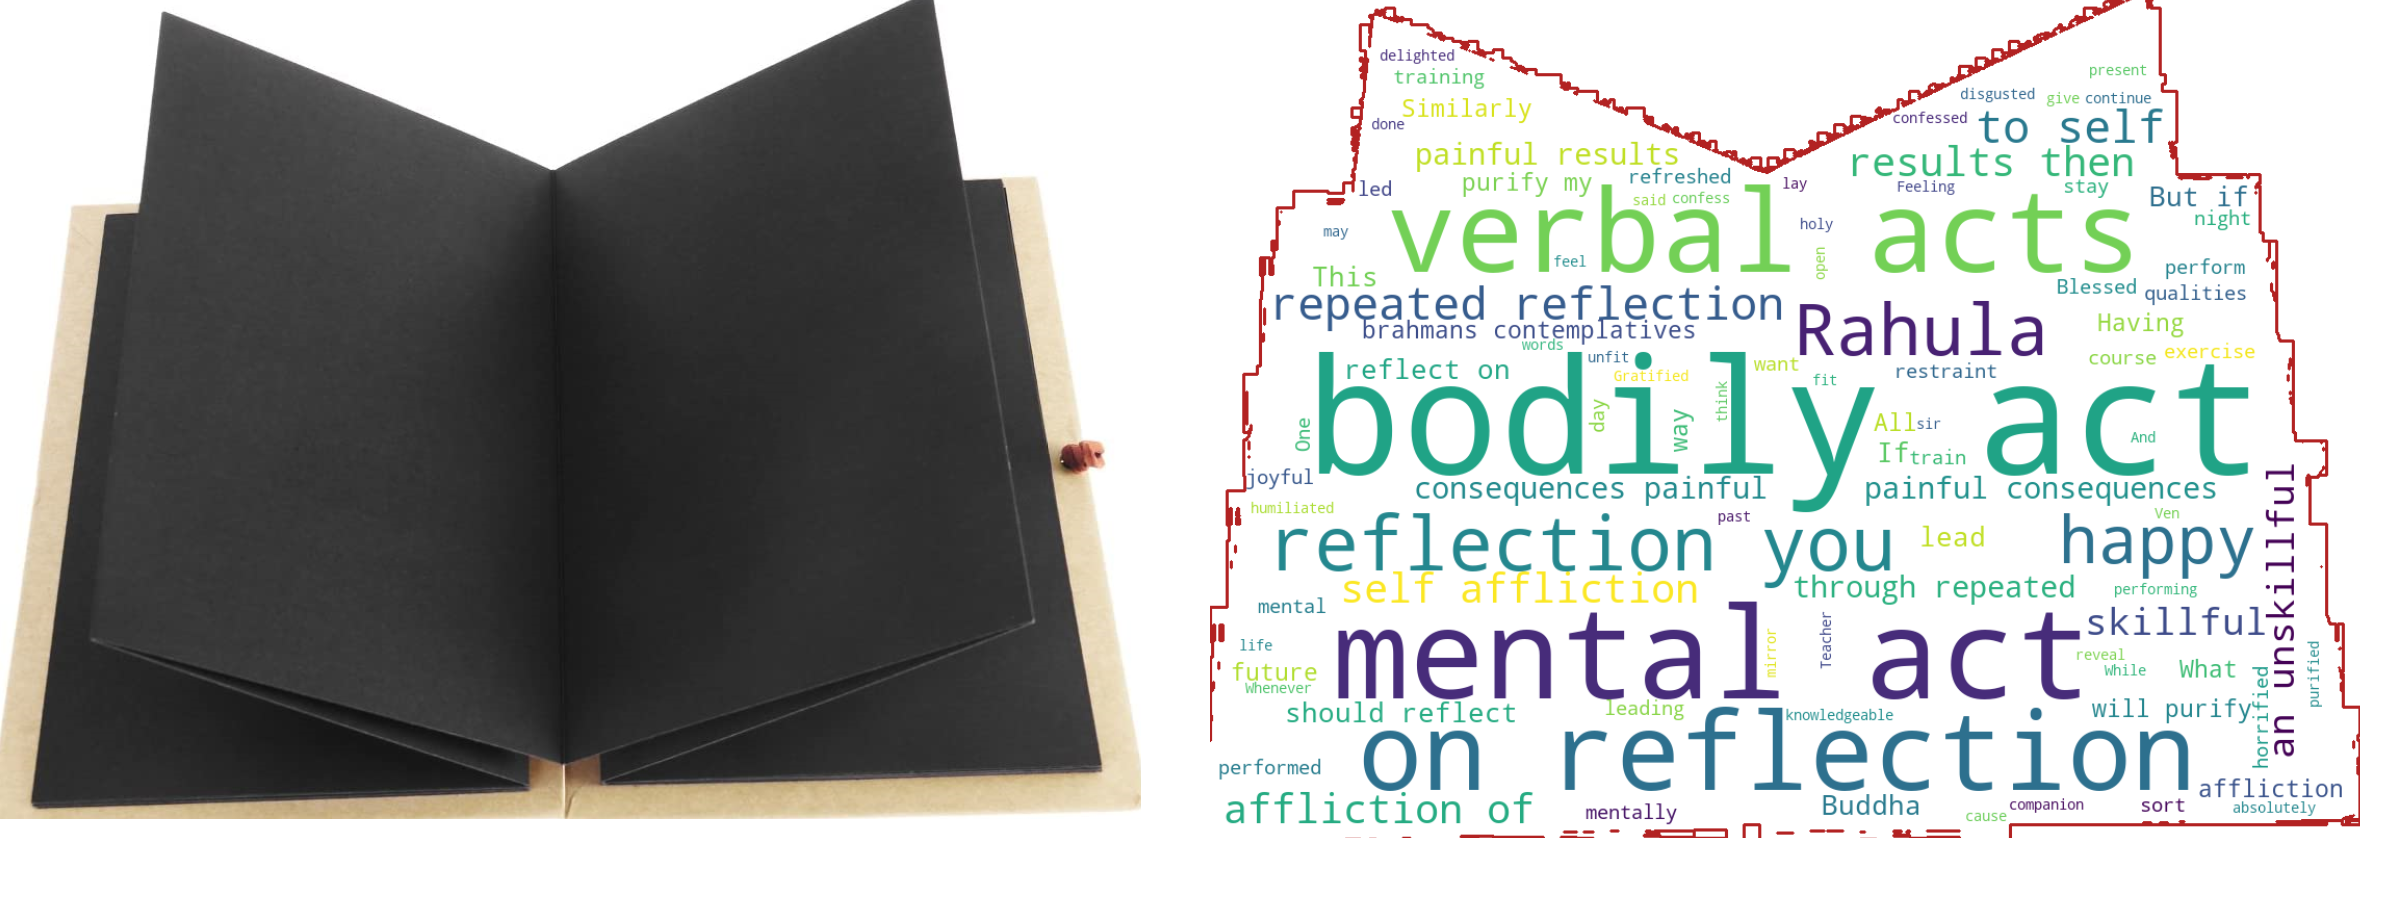 delighted
training
present
Similarly
disgusted give continue
done
confessed to self
painful results
results then
purify my refreshed
led
lay Feeling stay But if
said confess
night
verbal acts
holy
may
feel
open
This
perform
Blessed qualities
repeated reflection
Rahula
brahmans contemplatives
Having
words
unfit
course exercise
reflect on
Gratified
want
fit
restraint
bodily act
One
day
way
think
All sir
And
If train
joyful
consequences painful
painful consequences
humiliated
past
Ven
reflection you
lead
happy
self affliction
through repeated
performing
an unskillful
mental
mental act
mirror
Teacher
skillful
life
reveal
future
While What
purified
Whenever
horrified
should reflect
leading
knowledgeable
will purify
on reflection
performed
affliction
affliction of
mentally
Buddha
companion
sort
absolutely
cause